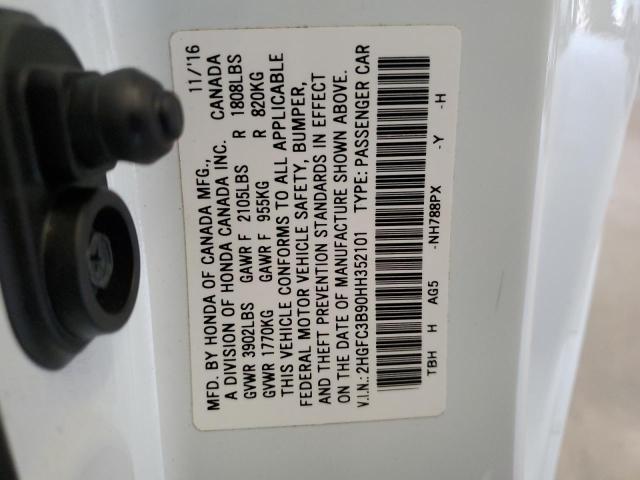 MFD. BY HONDA OF CANADA MFG., 11/'16
A DIVISION OF HONDA CANADA INC. CANADA
GVWR 3902LBS GAWR F 2105LBS R 1808LBS
GVWR 1770KG GAWR F 955KG R 820KG
THIS VEHICLE CONFORMS TO ALL APPLICABLE
FEDERAL MOTOR VEHICLE SAFETY, BUMPER,
AND THEFT PREVENTION STANDARDS IN EFFECT
ON THE DATE OF MANUFACTURE SHOWN ABOVE.
V.I.N.: 2HGFC3B90HH352101 TYPE: PASSENGER CAR
TBH H AG5 -NH788PX -Y -H